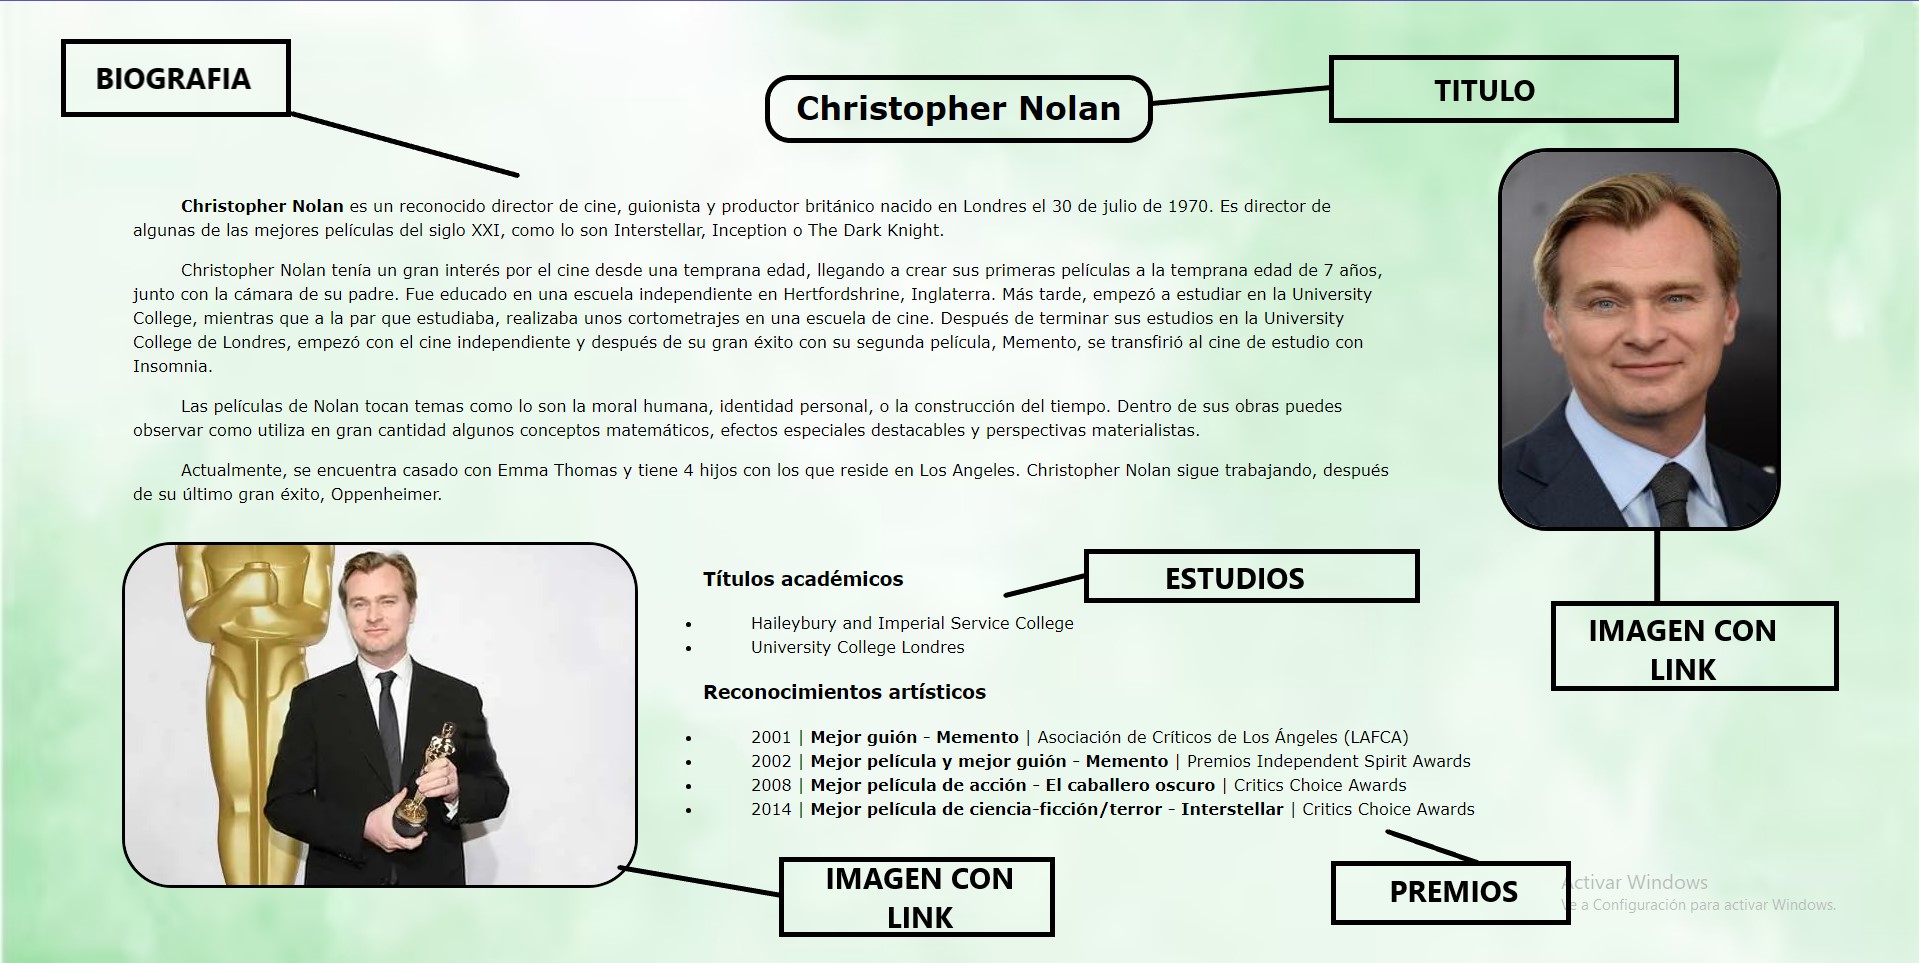 BIOGRAFIA
Christopher Nolan
TITULO
Christopher Nolan es un reconocido director de cine, guionista y productor británico nacido en Londres el 30 de julio de 1970. Es director de
algunas de las mejores películas del siglo XXI, como lo son Interstellar, Inception o The Dark Knight.
Christopher Nolan tenía un gran interés por el cine desde una temprana edad, llegando a crear sus primeras películas a la temprana edad de 7 años,
junto con la cámara de su padre. Fue educado en una escuela independiente en Hertfordshrine, Inglaterra. Más tarde, empezó a estudiar en la University
College, mientras que a la par que estudiaba, realizaba unos cortometrajes en una escuela de cine. Después de terminar sus estudios en la University
College de Londres, empezó con el cine independiente y después de su gran éxito con su segunda película, Memento, se transfirió al cine de estudio con
Insomnia.
Las películas de Nolan tocan temas como lo son la moral humana, identidad personal, o la construcción del tiempo. Dentro de sus obras puedes
observar como utiliza en gran cantidad algunos conceptos matemáticos, efectos especiales destacables y perspectivas materialistas.
Actualmente, se encuentra casado con Emma Thomas y tiene 4 hijos con los que reside en Los Angeles. Christopher Nolan sigue trabajando, después
de su último gran éxito, Oppenheimer.
Títulos académicos
ESTUDIOS
• Haileybury and Imperial Service College
• University College Londres
IMAGEN CON
LINK
Reconocimientos artísticos
• 2001 | Mejor guión - Memento | Asociación de Críticos de Los Ángeles (LAFCA)
• 2002 | Mejor película y mejor guión - Memento | Premios Independent Spirit Awards
• 2008 | Mejor película de acción - El caballero oscuro | Critics Choice Awards
• 2014 | Mejor película de ciencia-ficción/terror - Interstellar | Critics Choice Awards
IMAGEN CON
LINK
PREMIOS
Activar Windows
Ve a Configuración para activar Windows.